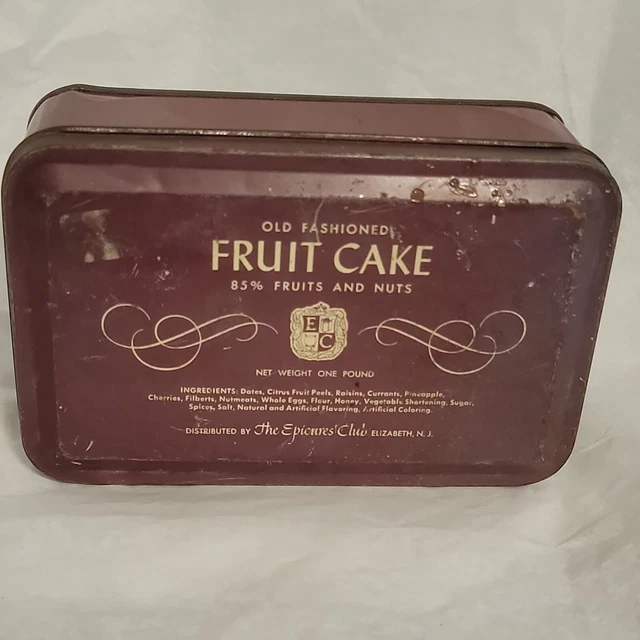 OLD FASHIONED
FRUIT CAKE
85% FRUITS AND NUTS
E
C
NET WEIGHT ONE POUND
INGREDIENTS: Dates, Citrus Fruit Peels, Raisins, Currants, Pineapple,
Cherries, Filberts, Nutmeats, Whole Eggs, Flour, Honey, Vegetable Shortening, Sugar,
Spices, Salt, Natural and Artificial Flavoring, Artificial Coloring.
DISTRIBUTED BY The Epicures' Club ELIZABETH, N. J.